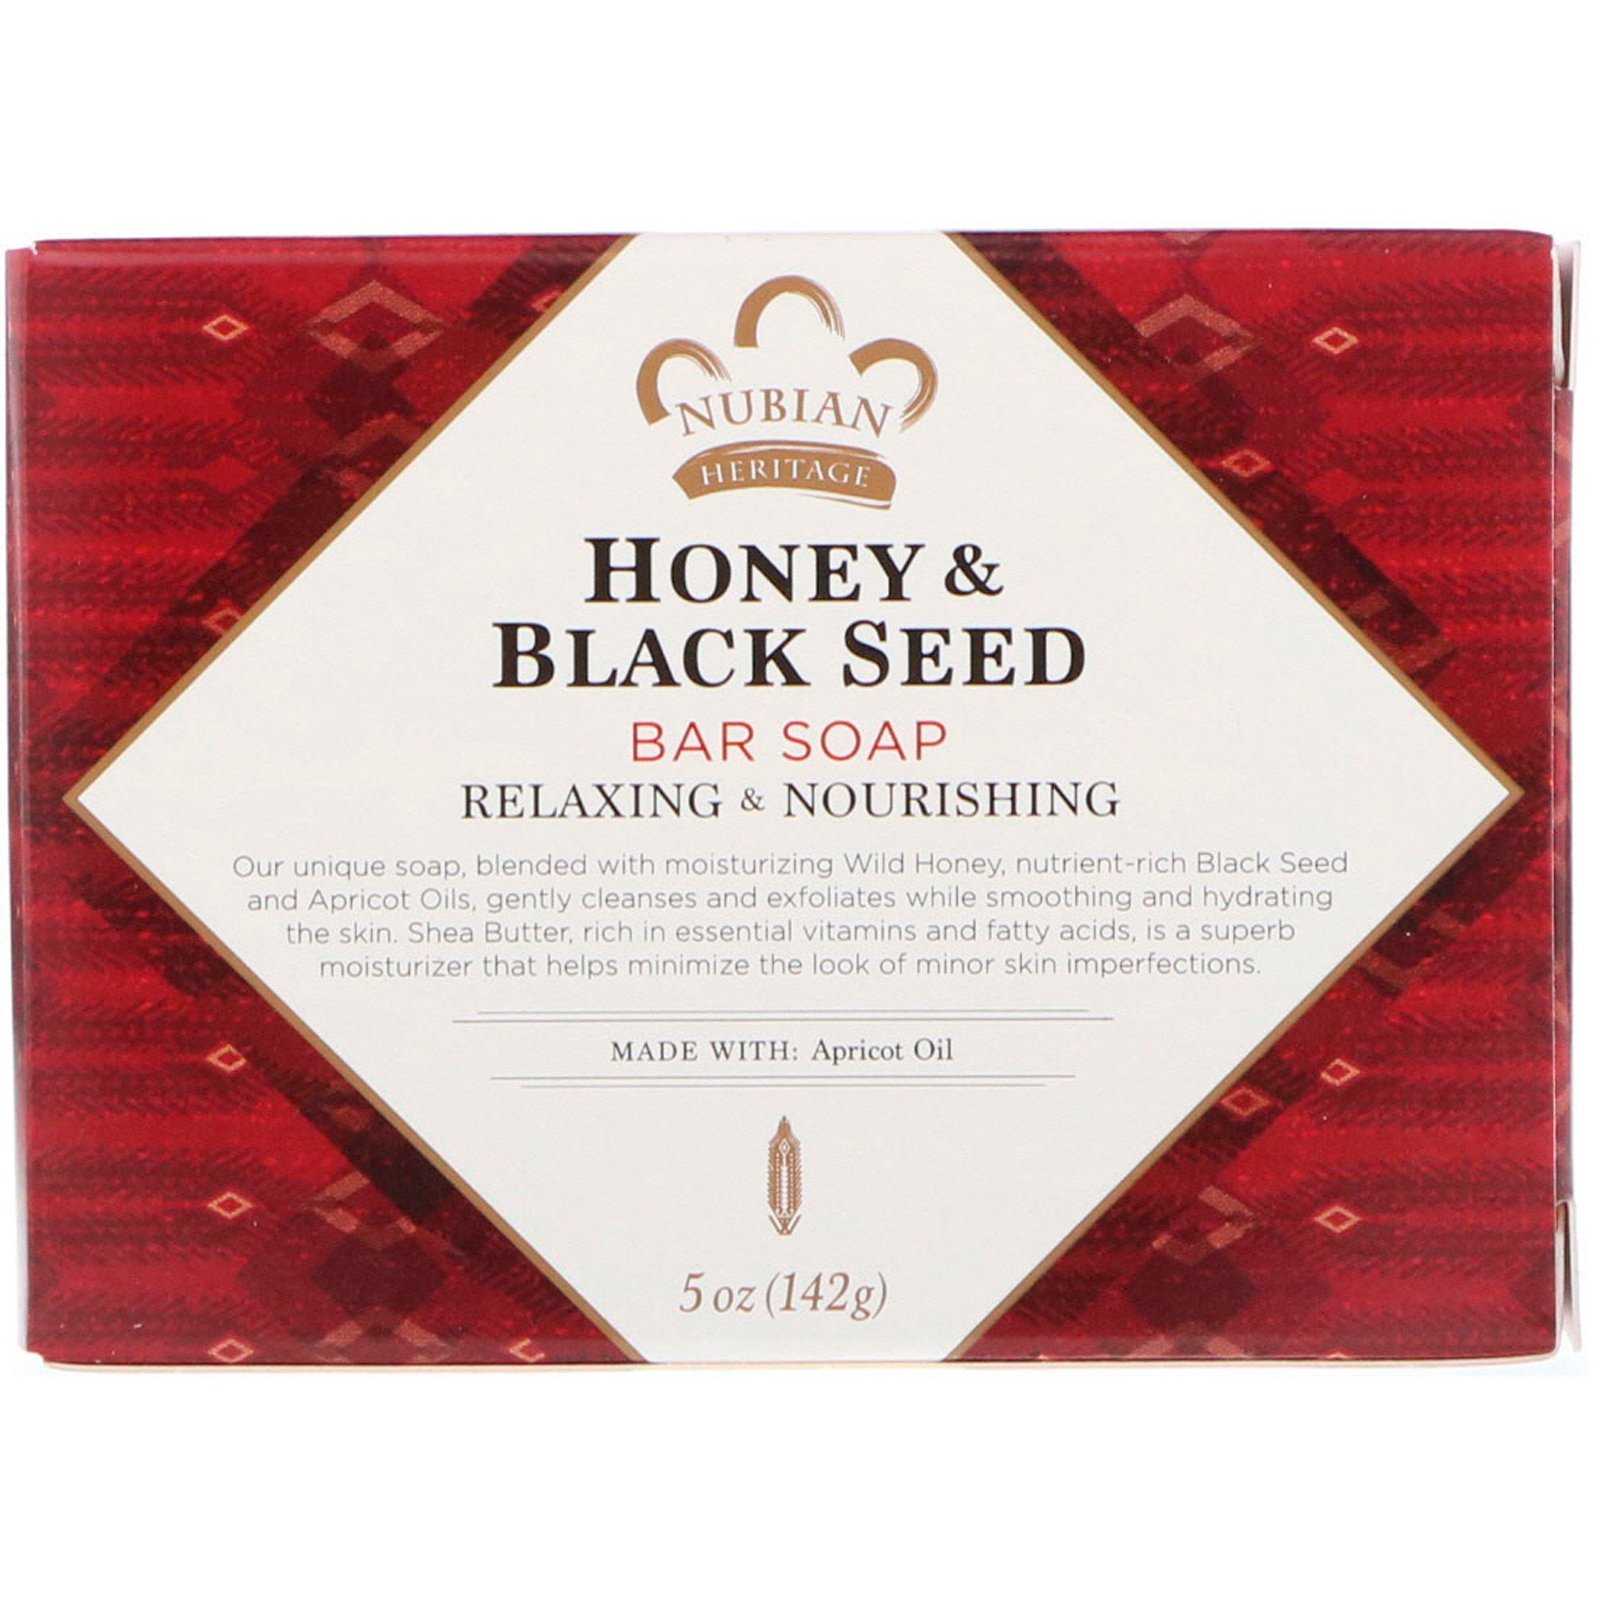 NUBIAN
HERITAGE
HONEY &
BLACK SEED
BAR SOAP
RELAXING & NOURISHING
Our unique soap, blended with moisturizing Wild Honey, nutrient-rich Black Seed
and Apricot Oils, gently cleanses and exfoliates while smoothing and hydrating
the skin. Shea Butter, rich in essential vitamins and fatty acids, is a superb
moisturizer that helps minimize the look of minor skin imperfections.
MADE WITH: Apricot Oil
5 oz (142g)